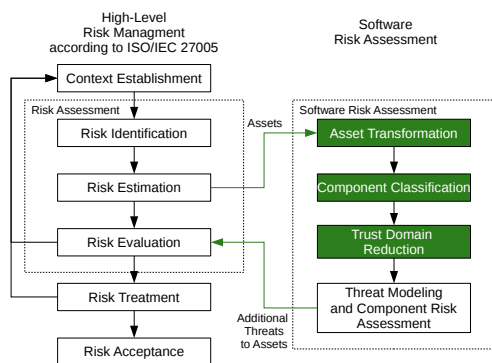 High-Level
Risk Managment
according to ISO/IEC 27005
Software
Risk Assessment
Context Establishment
Risk Assessment
Risk Identification
Risk Estimation
Risk Evaluation
Risk Treatment
Risk Acceptance
Assets
Additional
Threats
to Assets
Software Risk Assessment
Asset Transformation
Component Classification
Trust Domain
Reduction
Threat Modeling
and Component Risk
Assessment